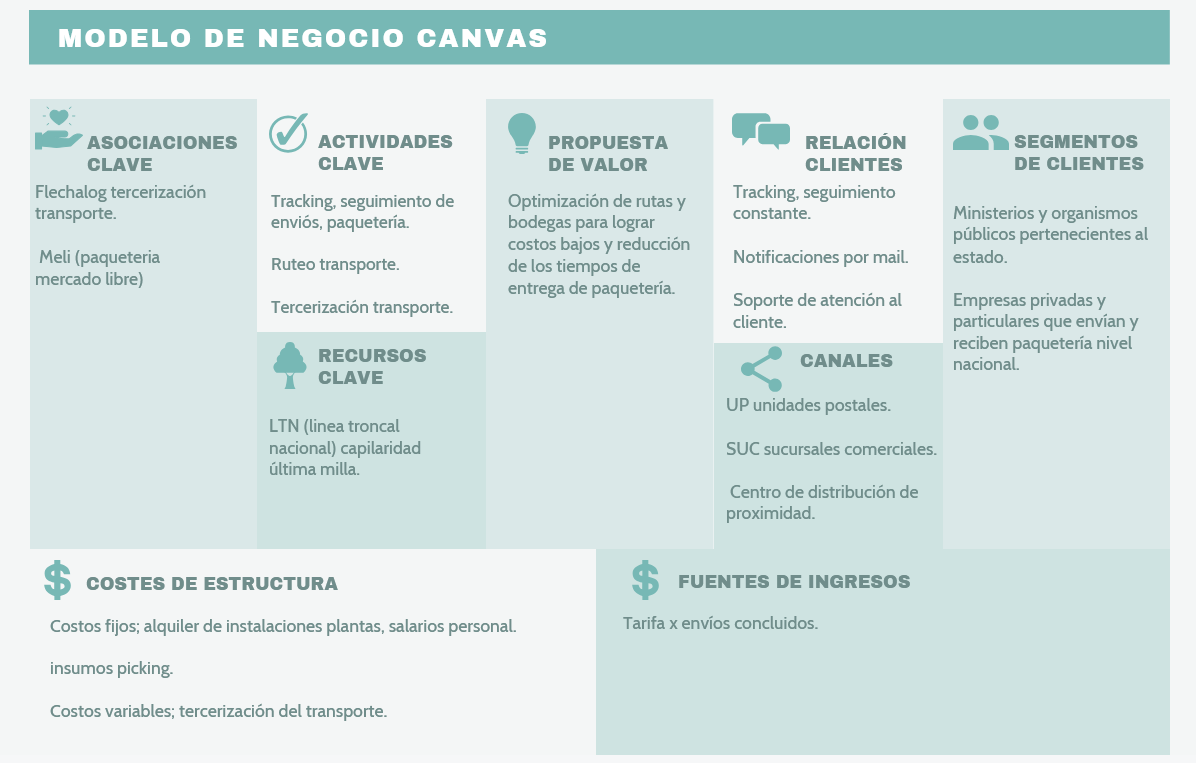 MODELO DE NEGOCIO CANVAS
ASOCIACIONES
CLAVE
Flechalog tercerización
transporte.
Meli (paqueteria
mercado libre)
ACTIVIDADES
CLAVE
Tracking, seguimiento de
enviós, paquetería.
Ruteo transporte.
Tercerización transporte.
RECURSOS
CLAVE
LTN (linea troncal
nacional) capilaridad
última milla.
PROPUESTA
DE VALOR
Optimización de rutas y
bodegas para lograr
costos bajos y reducción
de los tiempos de
entrega de paquetería.
RELACIÓN
CLIENTES
Tracking, seguimiento
constante.
Notificaciones por mail.
Soporte de atención al
cliente.
CANALES
UP unidades postales.
SUC sucursales comerciales.
Centro de distribución de
proximidad.
SEGMENTOS
DE CLIENTES
Ministerios y organismos
públicos pertenecientes al
estado.
Empresas privadas y
particulares que envían y
reciben paquetería nivel
nacional.
COSTES DE ESTRUCTURA
Costos fijos; alquiler de instalaciones plantas, salarios personal.
insumos picking.
Costos variables; tercerización del transporte.
FUENTES DE INGRESOS
Tarifa x envíos concluidos.